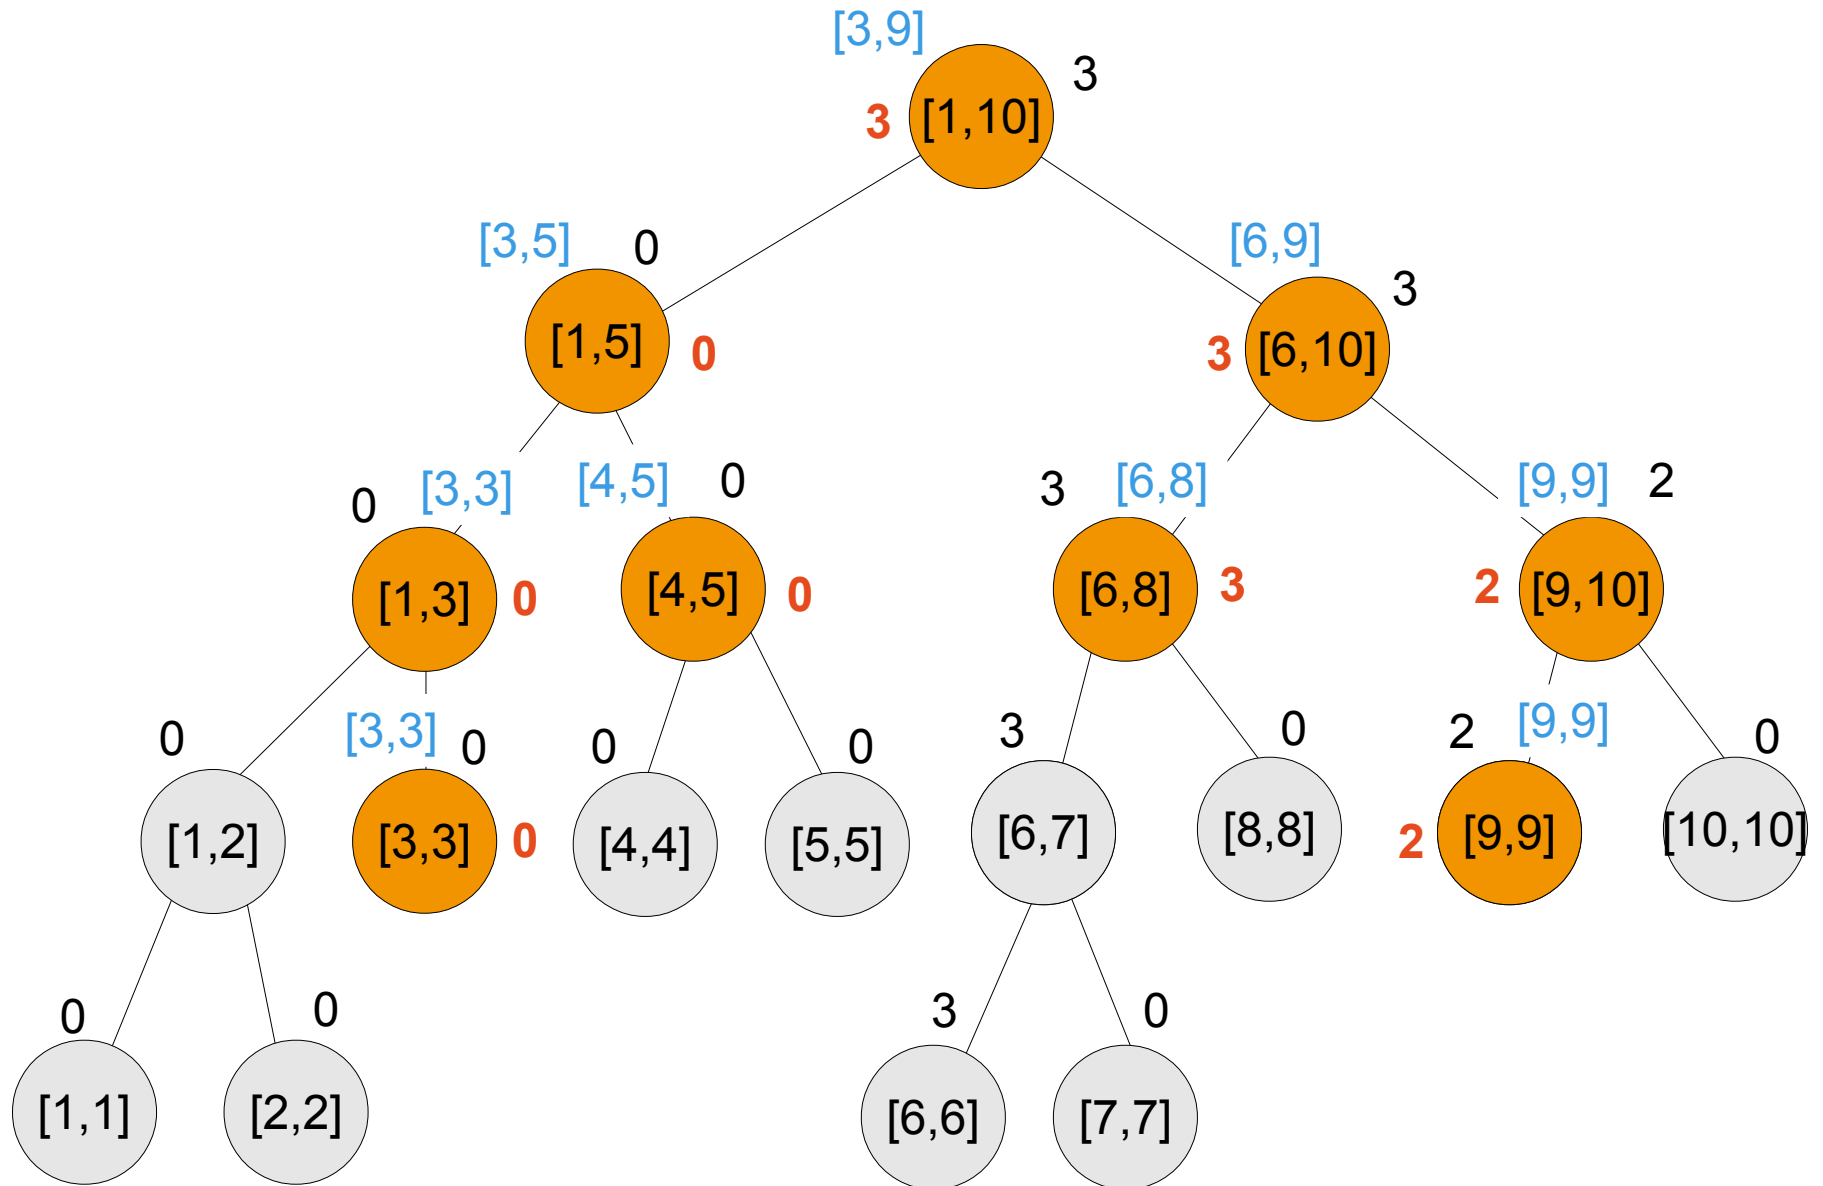 [3,9]
3
3 [1,10]
[3,5] 0
[6,9] 3
[1,5] 0
3 [6,10]
0 [3,3] [4,5] 0
3 [6,8] [9,9] 2
[1,3] 0 [4,5] 0
[6,8] 3 2 [9,10]
0 [3,3] 0 0 0
3 0 2 [9,9] 0
[1,2] [3,3] 0 [4,4] [5,5]
[6,7] [8,8] 2 [9,9] [10,10]
0 0 3 0
[1,1] [2,2] [6,6] [7,7]